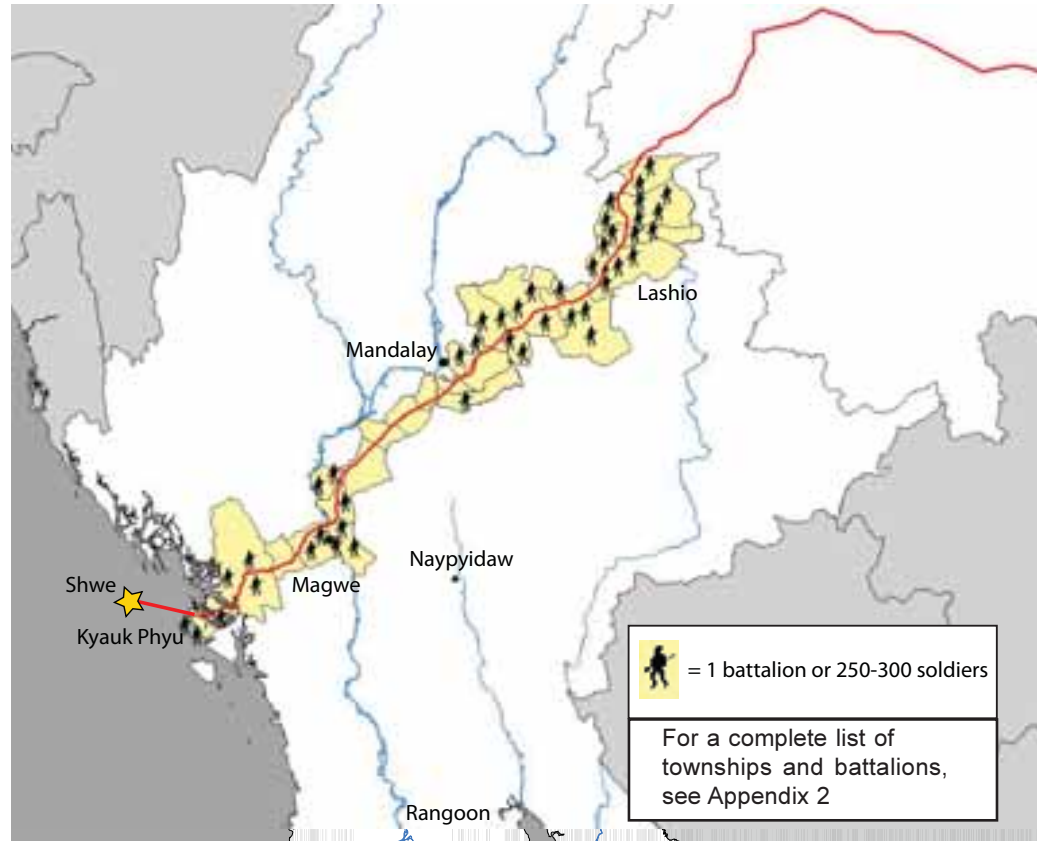 Lashio
Mandalay
Naypyidaw
Magwe
Shwe
Kyauk Phyu
= 1 battalion or 250-300 soldiers
For a complete list of
townships and battalions,
see Appendix 2
Rangoon